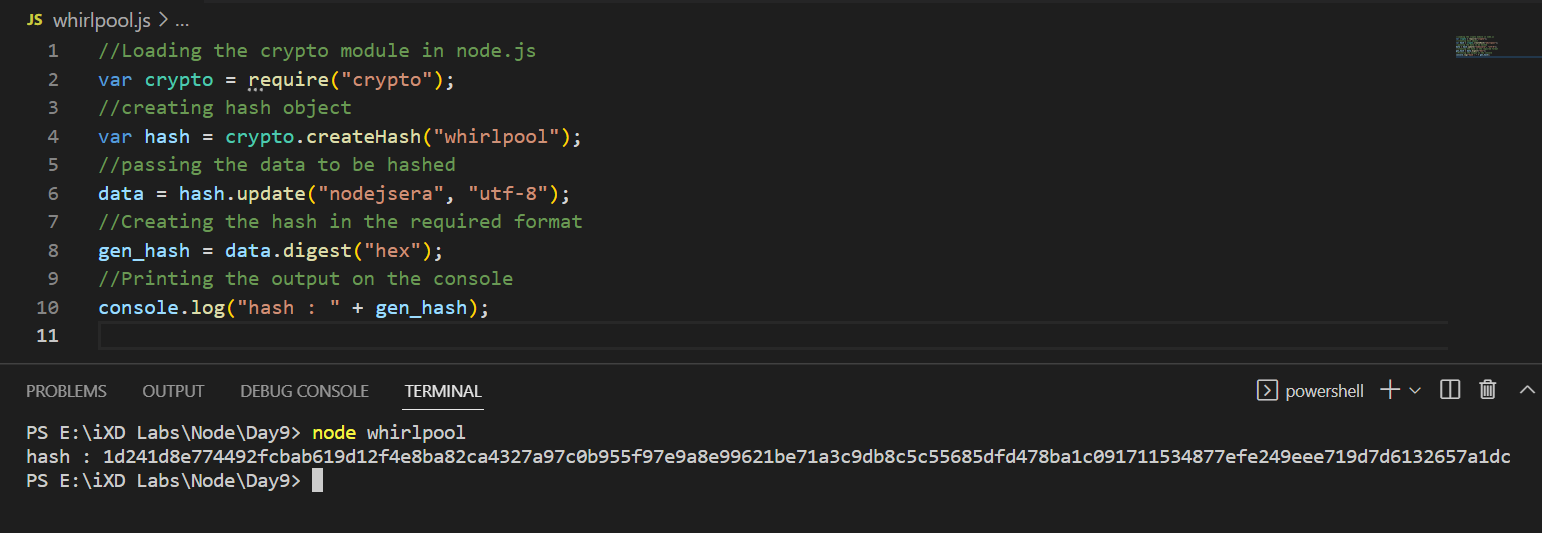 JS whirlpool.js > ...
1 //Loading the crypto module in node.js
2 var crypto = require("crypto");
3 //creating hash object
4 var hash = crypto.createHash("whirlpool");
5 //passing the data to be hashed
6 data = hash.update("nodejsera", "utf-8");
7 //Creating the hash in the required format
8 gen_hash = data.digest("hex");
9 //Printing the output on the console
10 console.log("hash : " + gen_hash);
11
PROBLEMS OUTPUT DEBUG CONSOLE TERMINAL powershell
PS E:\iXD Labs\Node\Day9> node whirlpool
hash : 1d241d8e774492fcbab619d12f4e8ba82ca4327a97c0b955f97e9a8e99621be71a3c9db8c5c55685dfd478ba1c091711534877efe249eee719d7d6132657a1dc
PS E:\iXD Labs\Node\Day9>